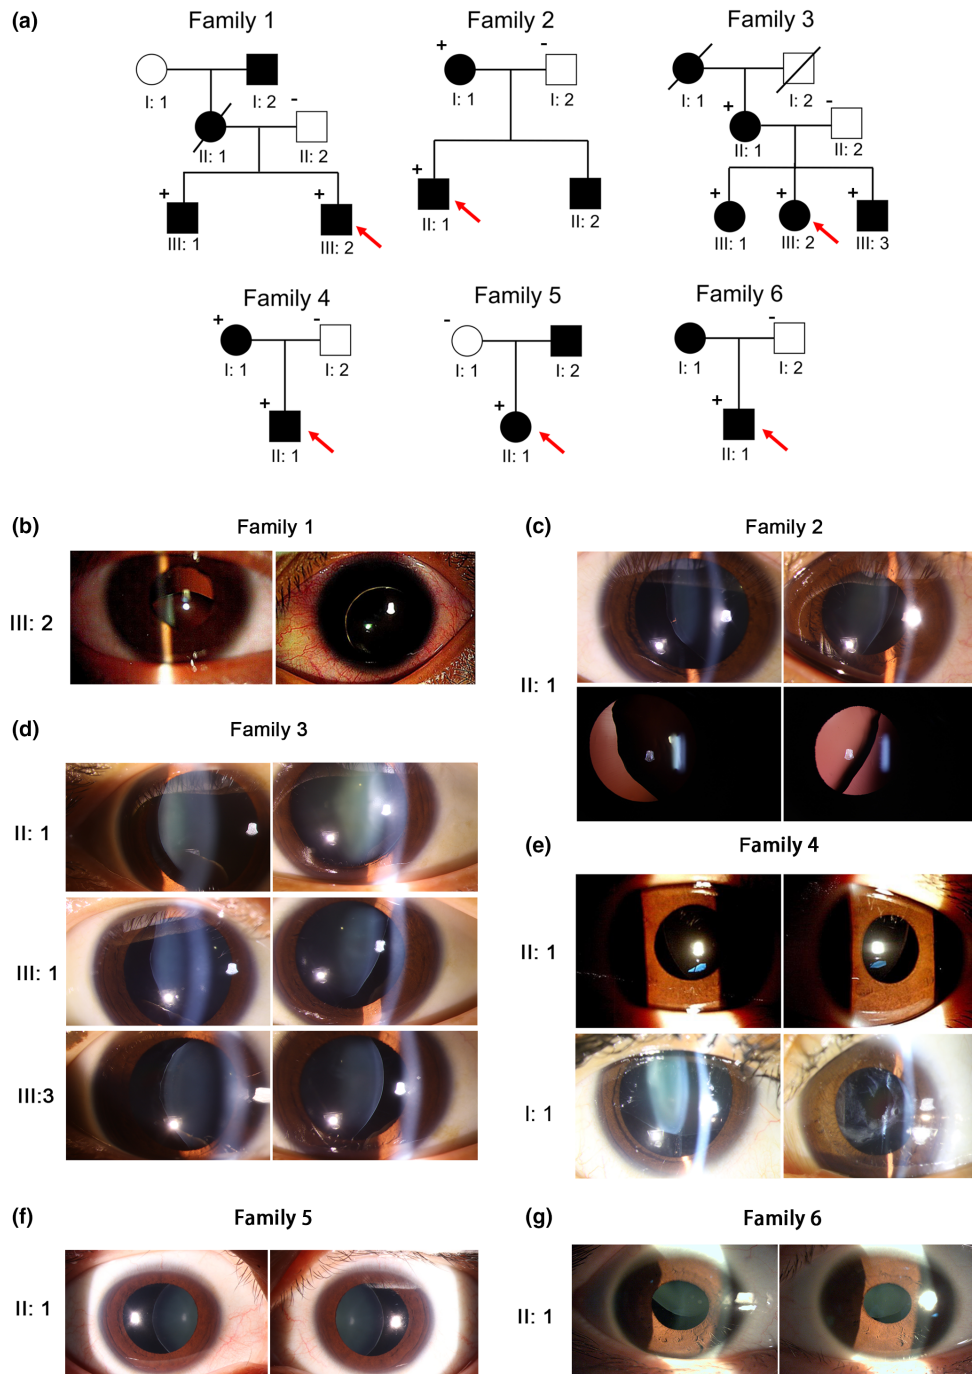 (a)
Family 1
Family 2
Family 3
I: 1
I: 2
II: 1
II: 2
III: 1
III: 2
+
-
+
+
I: 1
I: 2
II: 1
II: 2
+
-
+
I: 1
I: 2
II: 1
II: 2
III: 1
III: 2
III: 3
+
-
+
+
+
Family 4
Family 5
Family 6
+
-
I: 1
I: 2
+
II: 1
-
I: 1
I: 2
+
II: 1
-
I: 1
I: 2
+
II: 1
(b)
Family 1
III: 2
(c)
Family 2
II: 1
(d)
Family 3
II: 1
III: 1
III:3
(e)
Family 4
II: 1
I: 1
(f)
Family 5
II: 1
(g)
Family 6
II: 1